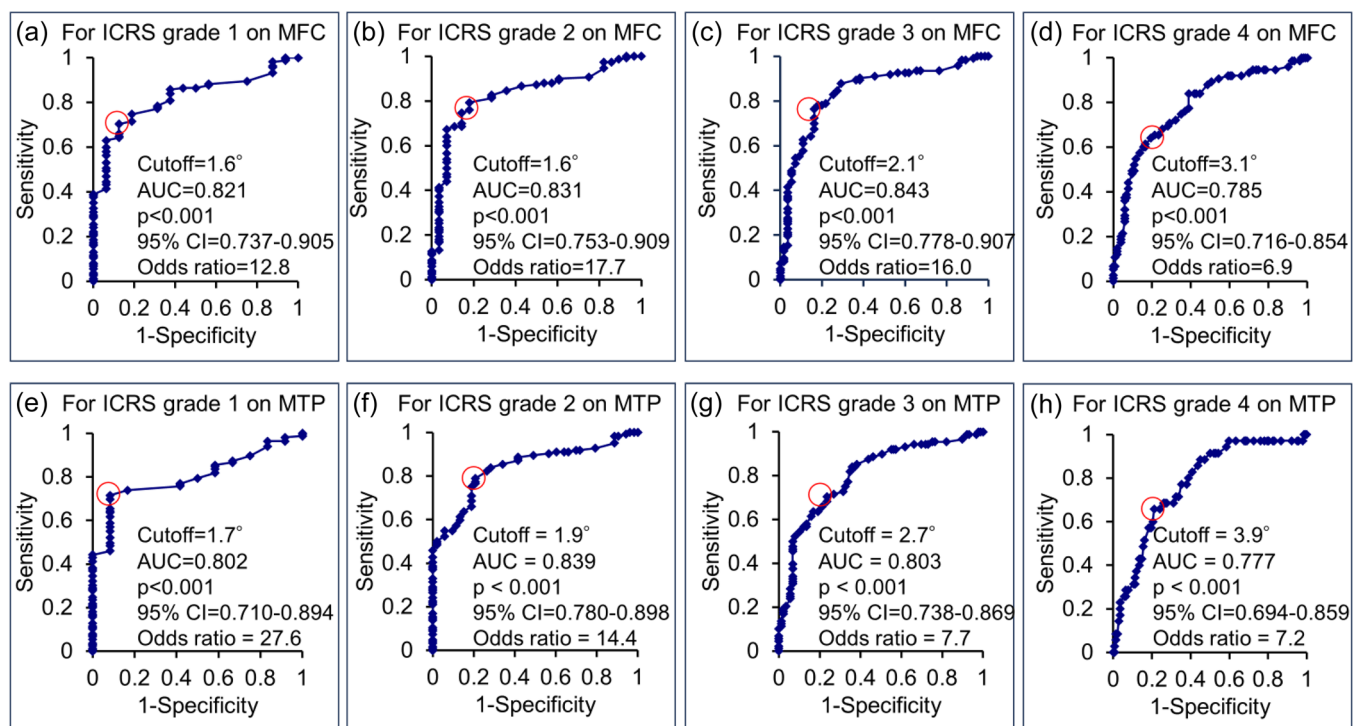 (a) For ICRS grade 1 on MFC
Sensitivity
1
0.8
0.6
0.4
0.2
0
Cutoff=1.6°
AUC=0.821
p<0.001
95% CI=0.737-0.905
Odds ratio=12.8
0 0.2 0.4 0.6 0.8 1
1-Specificity
(b) For ICRS grade 2 on MFC
Sensitivity
1
0.8
0.6
0.4
0.2
0
Cutoff=1.6°
AUC=0.831
p<0.001
95% CI=0.753-0.909
Odds ratio=17.7
0 0.2 0.4 0.6 0.8 1
1-Specificity
(c) For ICRS grade 3 on MFC
Sensitivity
1
0.8
0.6
0.4
0.2
0
Cutoff=2.1°
AUC=0.843
p<0.001
95% CI=0.778-0.907
Odds ratio=16.0
0 0.2 0.4 0.6 0.8 1
1-Specificity
(d) For ICRS grade 4 on MFC
Sensitivity
1
0.8
0.6
0.4
0.2
0
Cutoff=3.1°
AUC=0.785
p<0.001
95% CI=0.716-0.854
Odds ratio=6.9
0 0.2 0.4 0.6 0.8 1
1-Specificity
(e) For ICRS grade 1 on MTP
Sensitivity
1
0.8
0.6
0.4
0.2
0
Cutoff=1.7°
AUC=0.802
p<0.001
95% CI=0.710-0.894
Odds ratio = 27.6
0 0.2 0.4 0.6 0.8 1
1-Specificity
(f) For ICRS grade 2 on MTP
Sensitivity
1
0.8
0.6
0.4
0.2
0
Cutoff = 1.9°
AUC = 0.839
p < 0.001
95% CI=0.780-0.898
Odds ratio = 14.4
0 0.2 0.4 0.6 0.8 1
1-Specificity
(g) For ICRS grade 3 on MTP
Sensitivity
1
0.8
0.6
0.4
0.2
0
Cutoff = 2.7°
AUC = 0.803
p < 0.001
95% CI=0.738-0.869
Odds ratio = 7.7
0 0.2 0.4 0.6 0.8 1
1-Specificity
(h) For ICRS grade 4 on MTP
Sensitivity
1
0.8
0.6
0.4
0.2
0
Cutoff = 3.9°
AUC = 0.777
p < 0.001
95% CI=0.694-0.859
Odds ratio = 7.2
0 0.2 0.4 0.6 0.8 1
1-Specificity